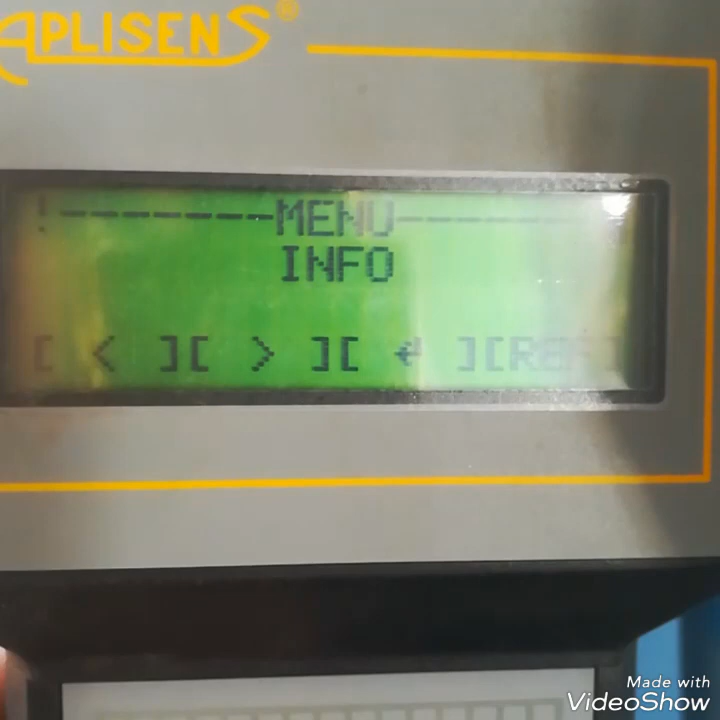 APLISENS®
!--------MENU--------
INFO
[ < ][ > ][ ↵ ][
Made with
VideoShow